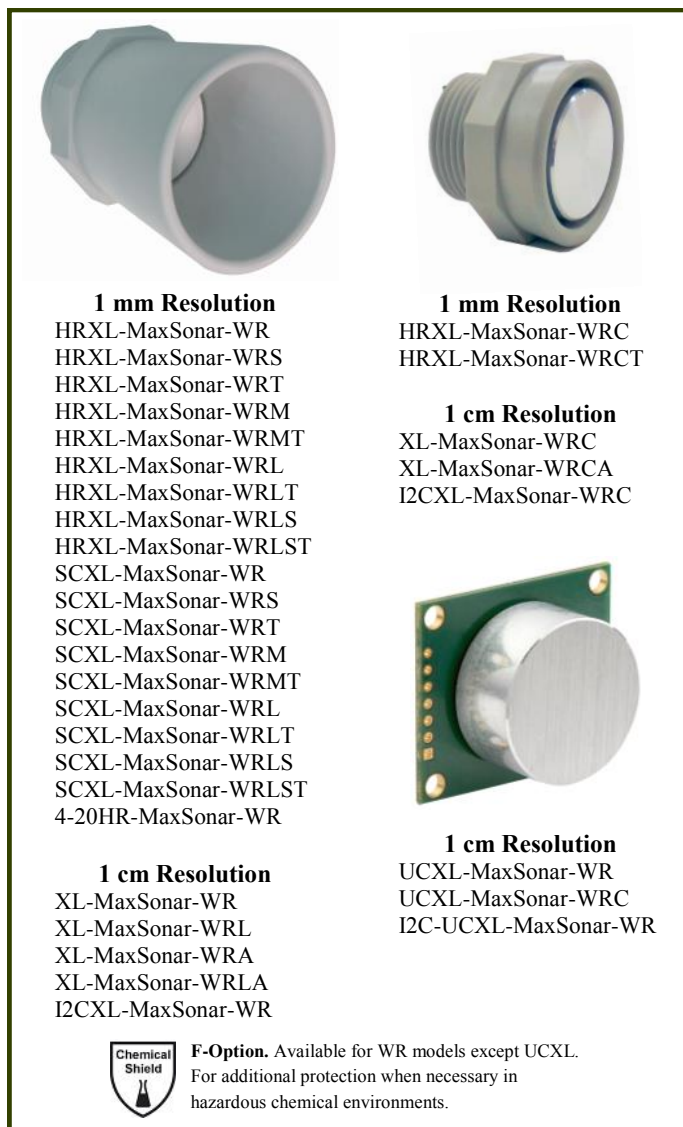 1 mm Resolution
HRXL-MaxSonar-WR
HRXL-MaxSonar-WRS
HRXL-MaxSonar-WRT
HRXL-MaxSonar-WRM
HRXL-MaxSonar-WRMT
HRXL-MaxSonar-WRL
HRXL-MaxSonar-WRLT
HRXL-MaxSonar-WRLS
HRXL-MaxSonar-WRLST
SCXL-MaxSonar-WR
SCXL-MaxSonar-WRS
SCXL-MaxSonar-WRT
SCXL-MaxSonar-WRM
SCXL-MaxSonar-WRMT
SCXL-MaxSonar-WRL
SCXL-MaxSonar-WRLT
SCXL-MaxSonar-WRLS
SCXL-MaxSonar-WRLST
4-20HR-MaxSonar-WR
1 cm Resolution
XL-MaxSonar-WR
XL-MaxSonar-WRL
XL-MaxSonar-WRA
XL-MaxSonar-WRLA
I2CXL-MaxSonar-WR
1 mm Resolution
HRXL-MaxSonar-WRC
HRXL-MaxSonar-WRCT
1 cm Resolution
XL-MaxSonar-WRC
XL-MaxSonar-WRCA
I2CXL-MaxSonar-WRC
1 cm Resolution
UCXL-MaxSonar-WR
UCXL-MaxSonar-WRC
I2C-UCXL-MaxSonar-WR
Chemical
Shield
F-Option. Available for WR models except UCXL.
For additional protection when necessary in
hazardous chemical environments.